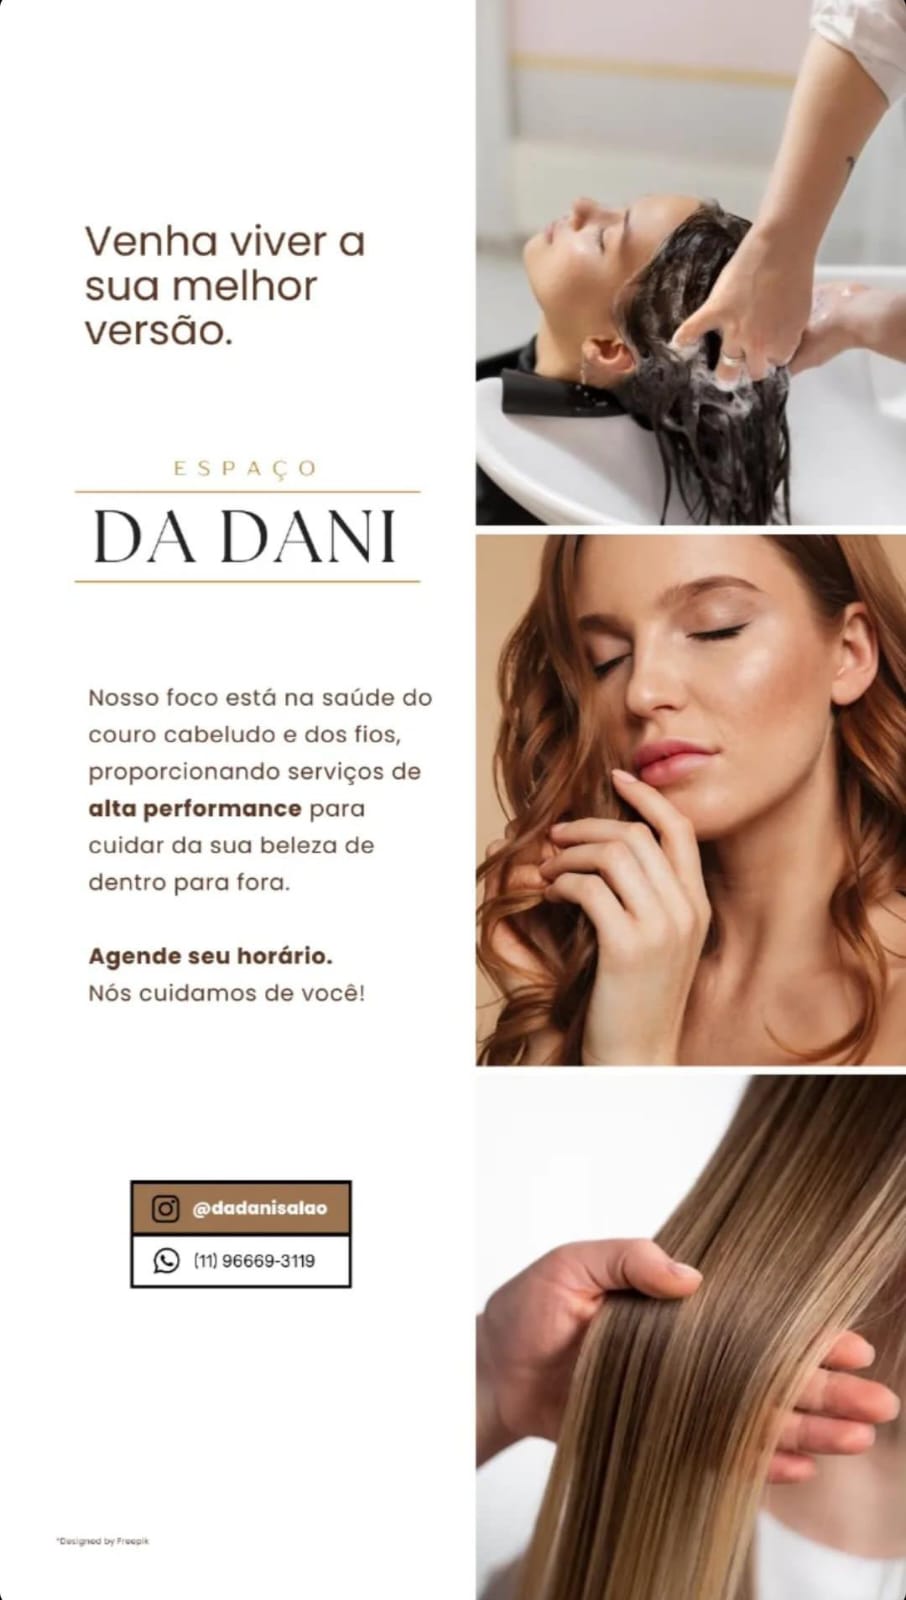 Venha viver a
sua melhor
versão.
ESPAÇO
DA DANI
Nosso foco está na saúde do
couro cabeludo e dos fios,
proporcionando serviços de
alta performance para
cuidar da sua beleza de
dentro para fora.
Agende seu horário.
Nós cuidamos de você!
@dadanisalao
(11) 96669-3119
*Designed by Freepik